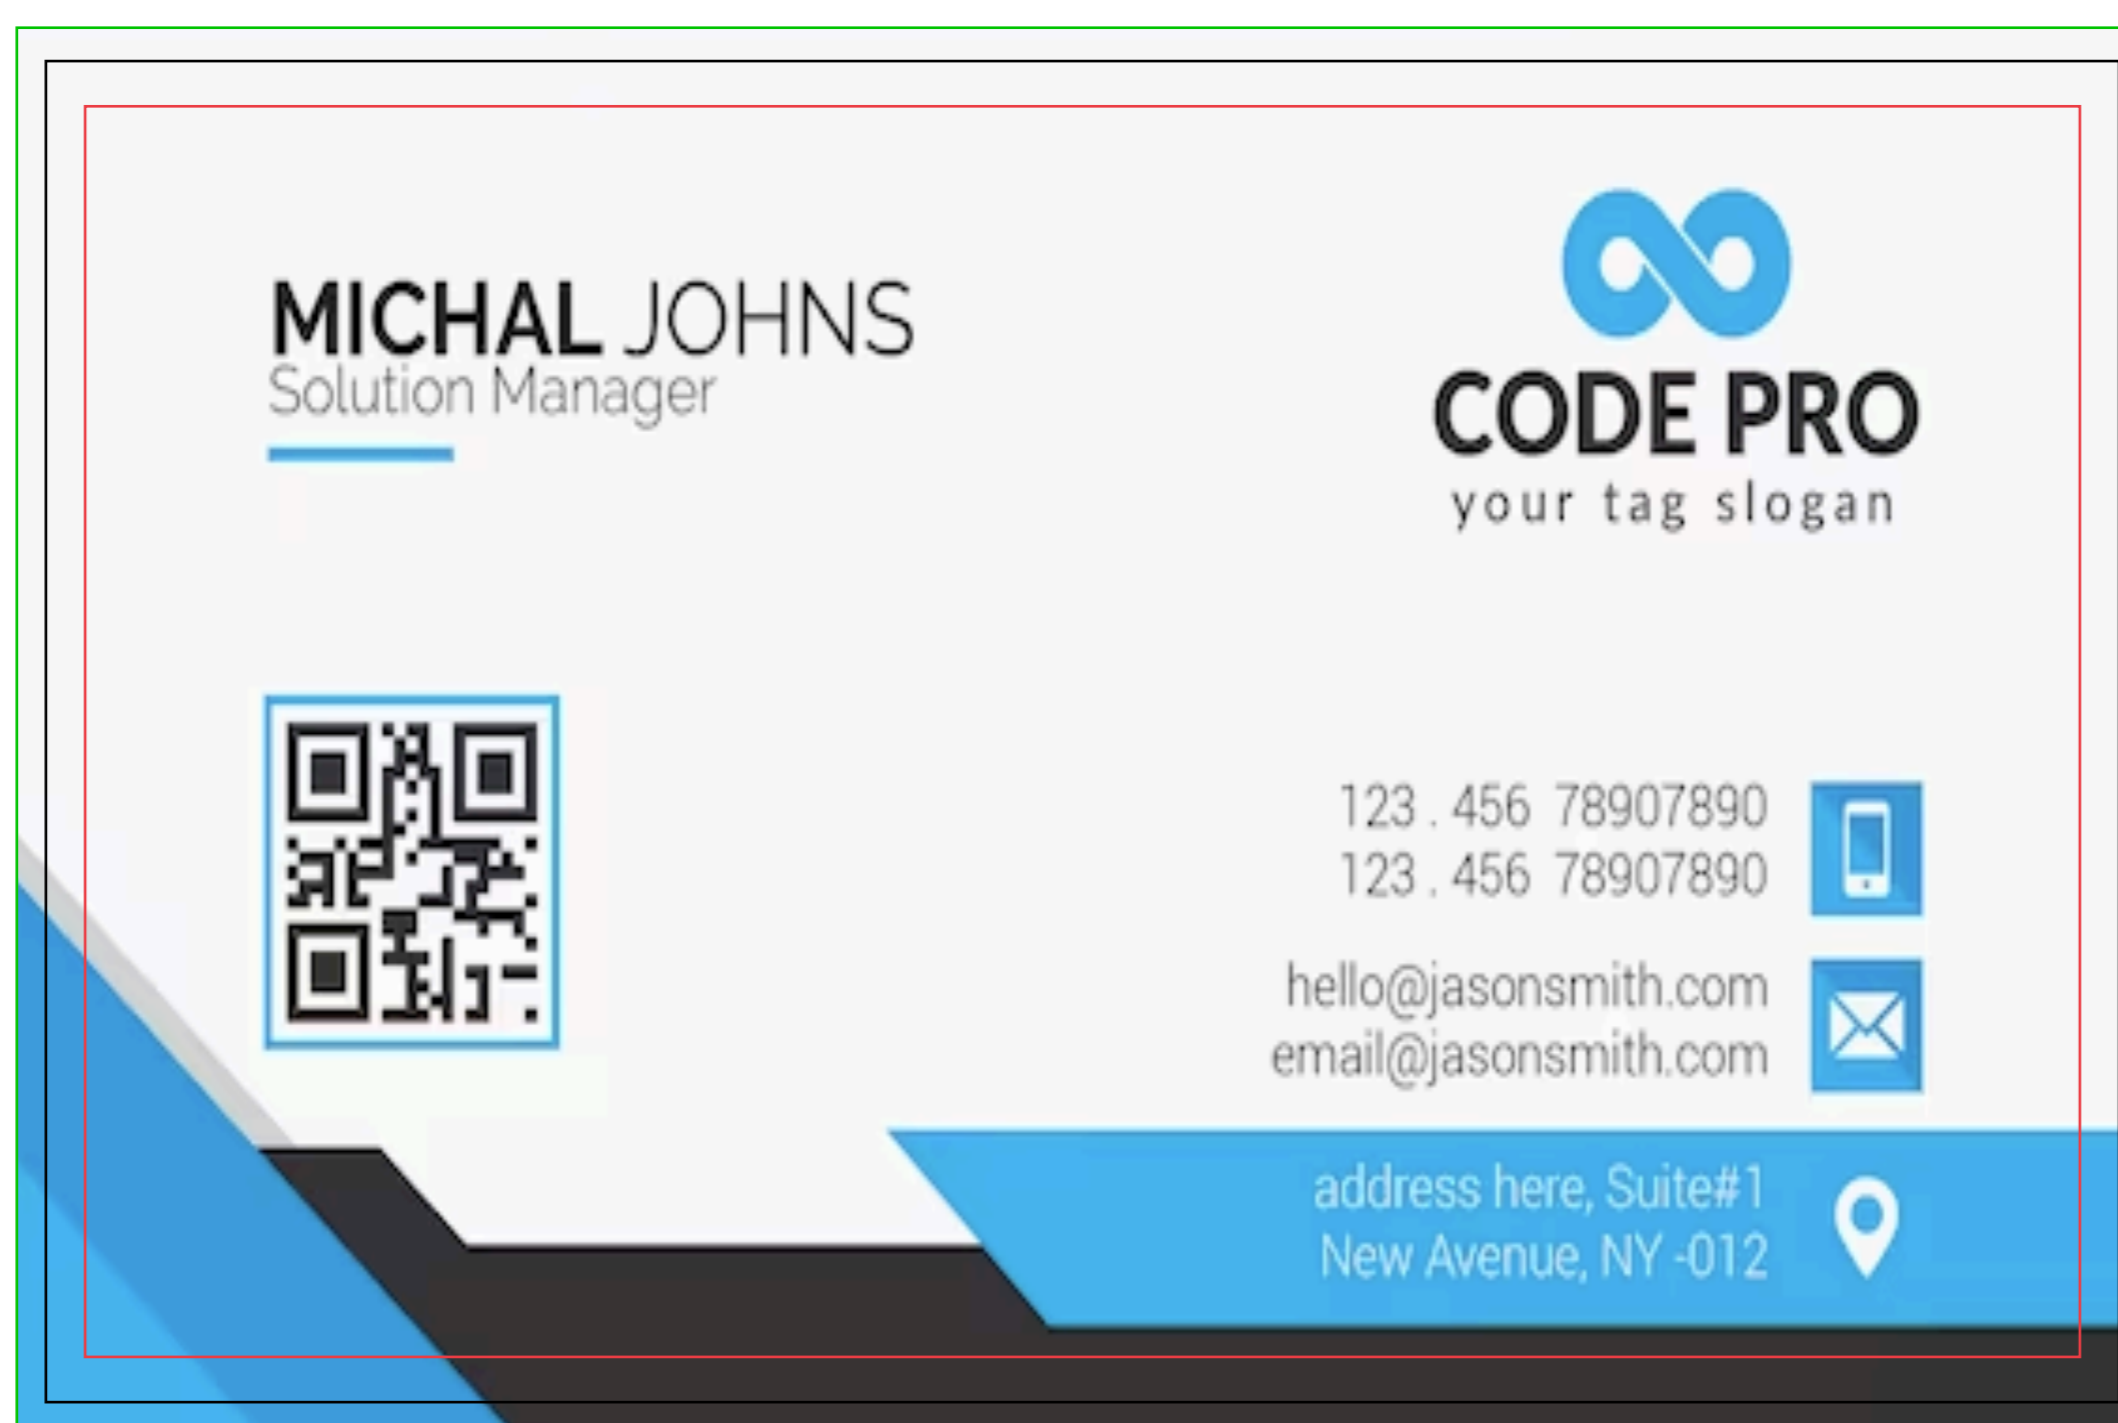 MICHAL JOHNS
Solution Manager
CODE PRO
your tag slogan
123 . 456 78907890
123 . 456 78907890
hello@jasonsmith.com
email@jasonsmith.com
address here, Suite#1
New Avenue, NY -012